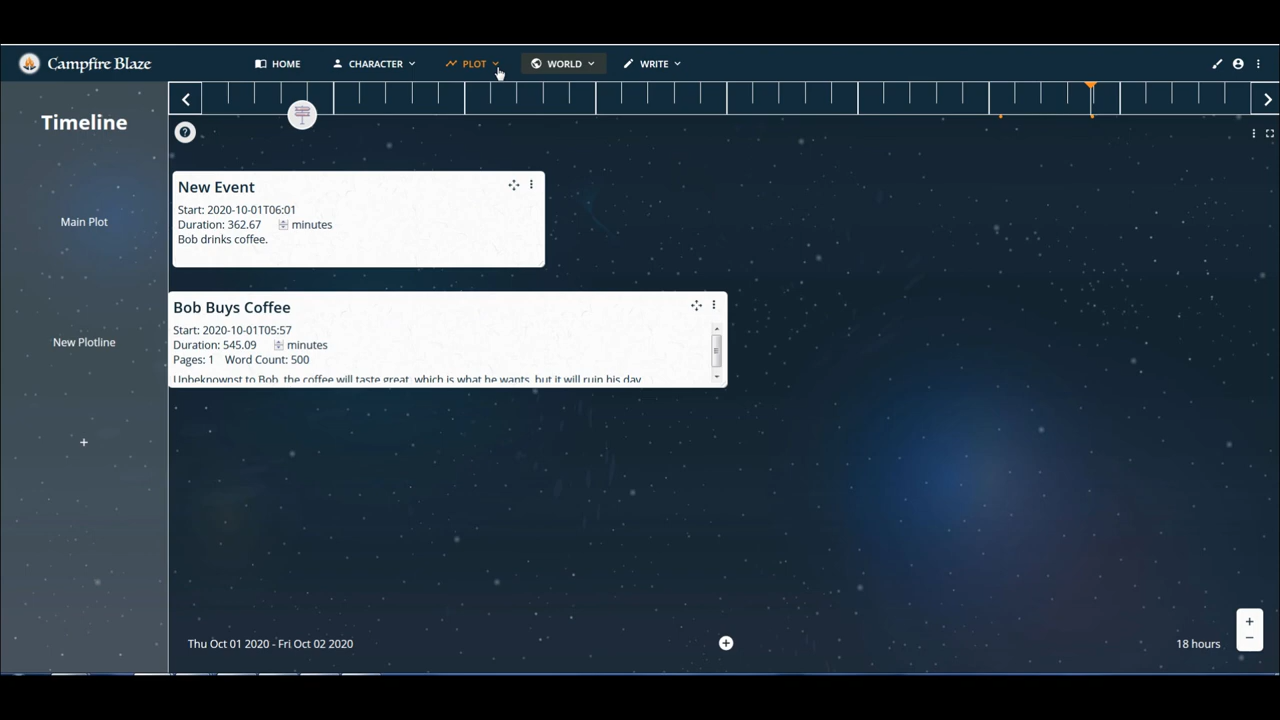 Campfire Blaze
HOME
CHARACTER
PLOT
WORLD
WRITE
Timeline
Main Plot
New Plotline
New Event
Start: 2020-10-01T06:01
Duration: 362.67 minutes
Bob drinks coffee.
Bob Buys Coffee
Start: 2020-10-01T05:57
Duration: 545.09 minutes
Pages: 1 Word Count: 500
Unbeknownst to Bob, the coffee will taste great, which is what he wants, but it will ruin his day
Thu Oct 01 2020 - Fri Oct 02 2020
18 hours